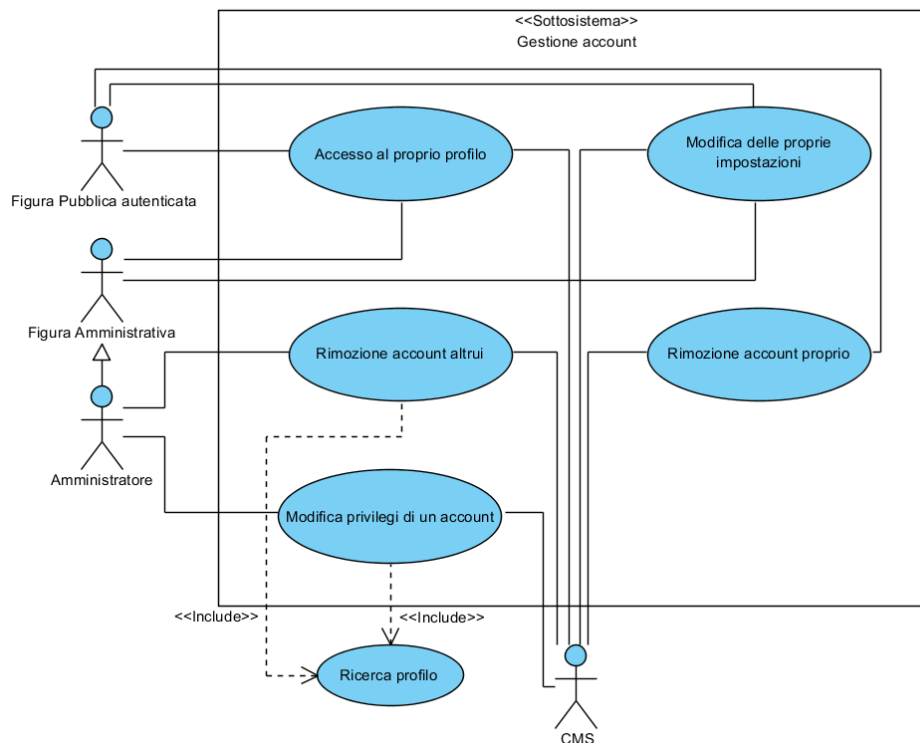 <<Sottosistema>>
Gestione account
Accesso al proprio profilo
Modifica delle proprie
impostazioni
Figura Pubblica autenticata
Figura Amministrativa
Rimozione account altrui
Rimozione account proprio
Amministratore
Modifica privilegi di un account
<<Include>>
<<Include>>
Ricerca profilo
CMS